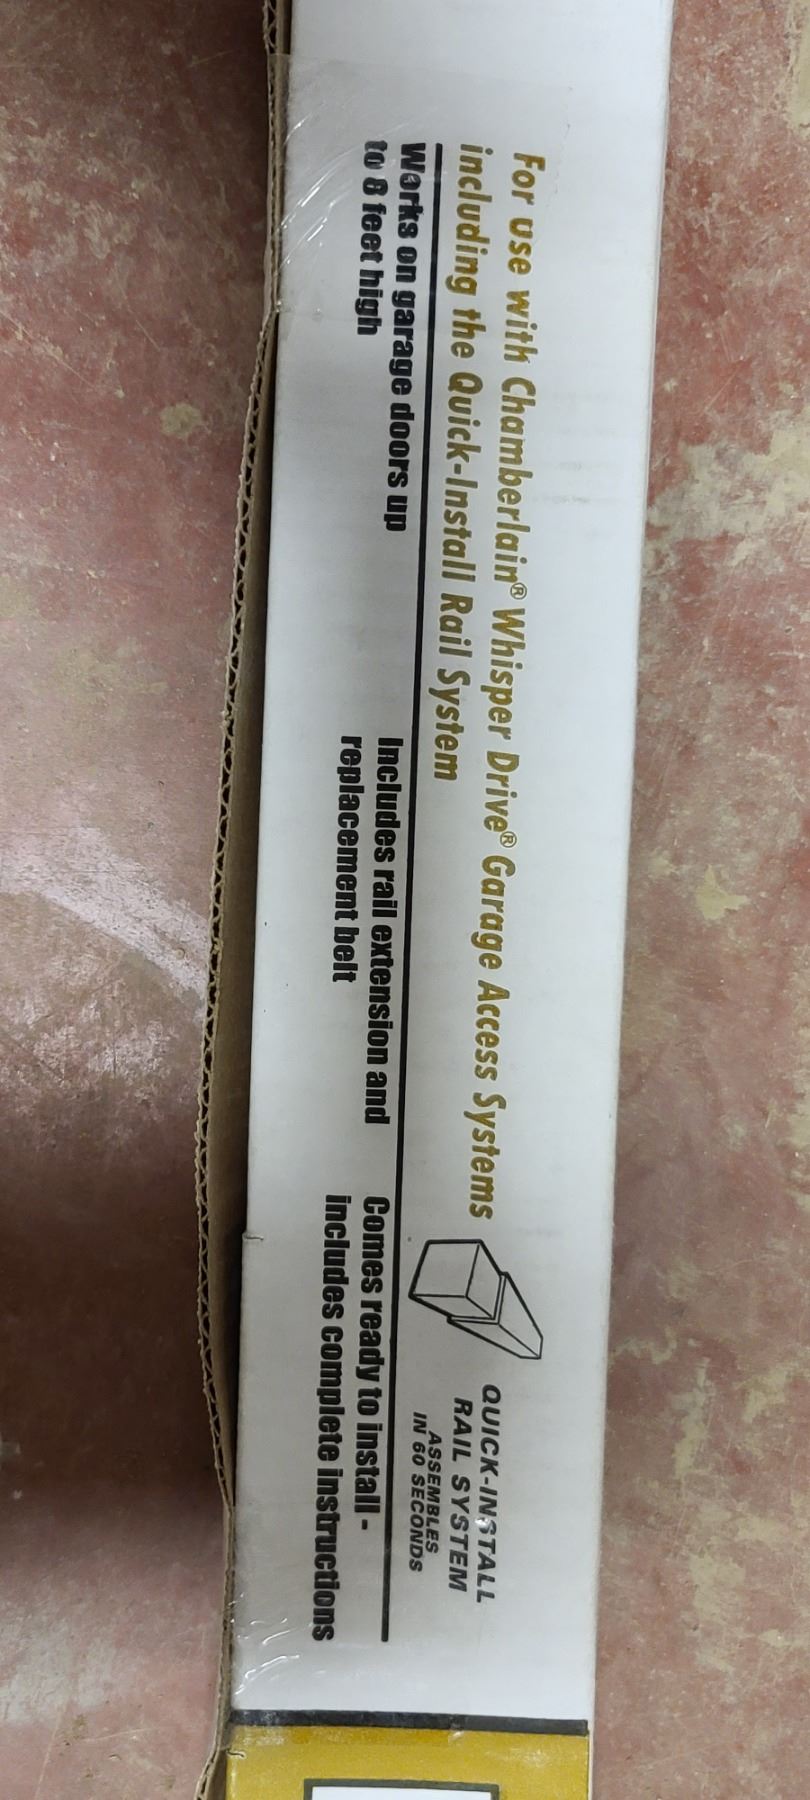 For use with Chamberlain® Whisper Drive® Garage Access Systems
including the Quick-Install Rail System
QUICK-INSTALL
RAIL SYSTEM
ASSEMBLES
IN 60 SECONDS
Works on garage doors up
to 8 feet high
Includes rail extension and
replacement belt
Comes ready to install -
includes complete instructions